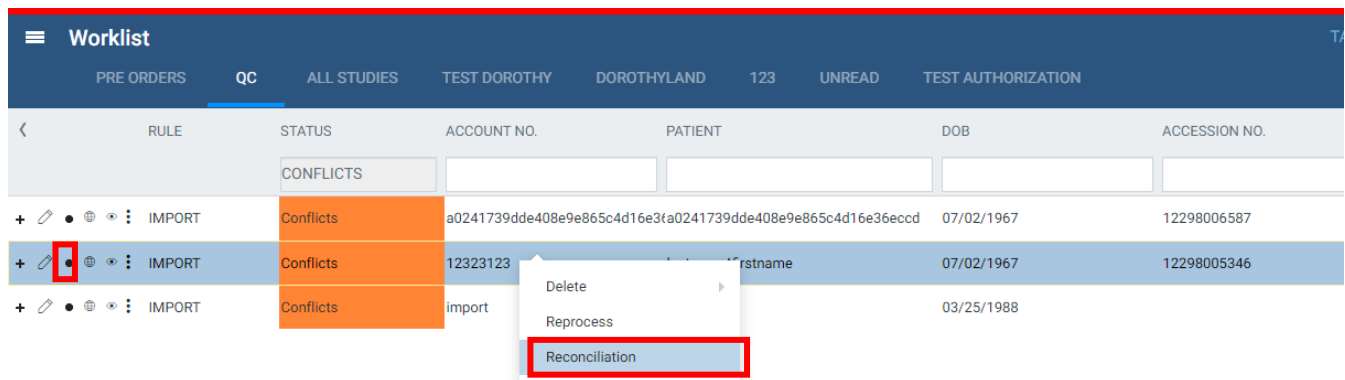 Worklist TA
PRE ORDERS QC ALL STUDIES TEST DOROTHY DOROTHYLAND 123 UNREAD TEST AUTHORIZATION
RULE STATUS ACCOUNT NO. PATIENT DOB ACCESSION NO.
CONFLICTS
IMPORT Conflicts a0241739dde408e9e865c4d16e3( a0241739dde408e9e865c4d16e36eccd 07/02/1967 12298006587
IMPORT Conflicts 12323123 firstname 07/02/1967 12298005346
Delete
IMPORT Conflicts import 03/25/1988
Reprocess
Reconciliation